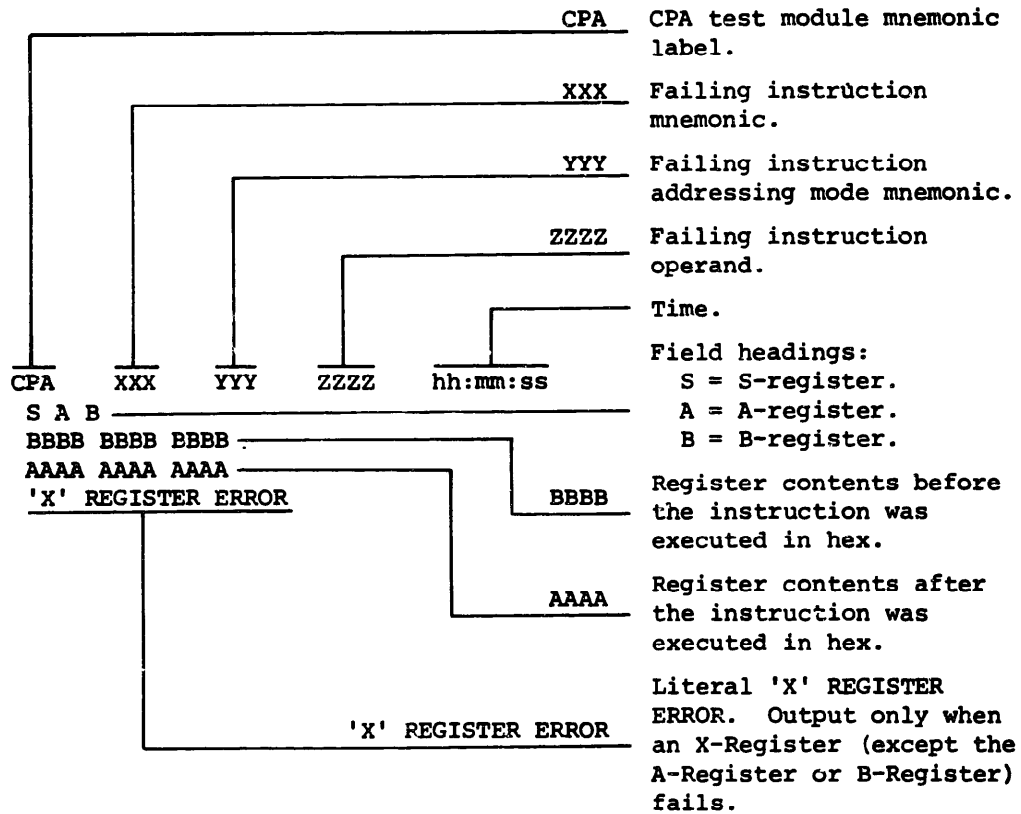 CPA CPA test module mnemonic
label.
XXX Failing instruction
mnemonic.
YYY Failing instruction
addressing mode mnemonic.
ZZZZ Failing instruction
operand.
Time.
CPA XXX YYY ZZZZ hh:mm:ss
S A B
BBBB BBBB BBBB
AAAA AAAA AAAA
'X' REGISTER ERROR
Field headings:
S = S-register.
A = A-register.
B = B-register.
BBBB Register contents before
the instruction was
executed in hex.
AAAA Register contents after
the instruction was
executed in hex.
'X' REGISTER ERROR Literal 'X' REGISTER
ERROR. Output only when
an X-Register (except the
A-Register or B-Register)
fails.